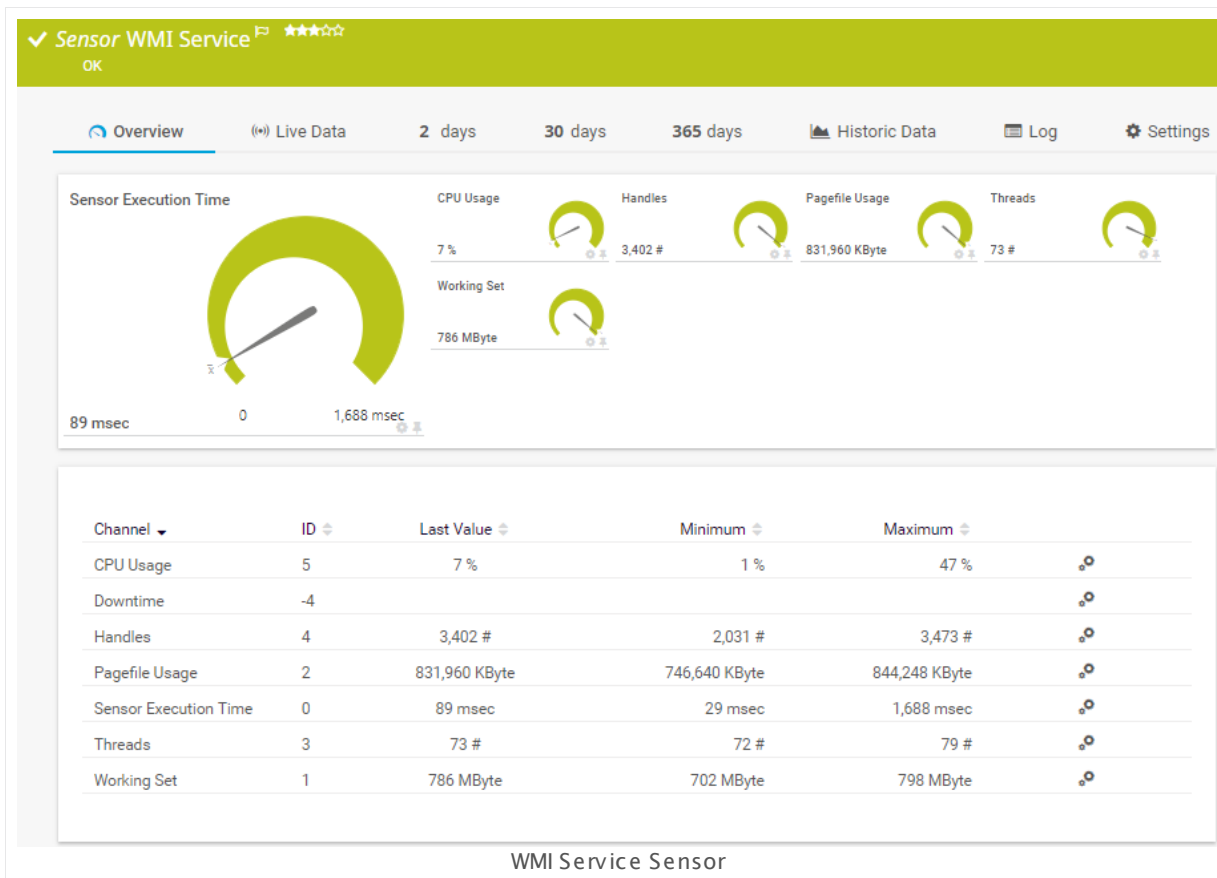 Sensor WMI Service
OK
Overview Live Data 2 days 30 days 365 days Historic Data Log Settings
Sensor Execution Time
89 msec
0 1,688 msec
x̄
CPU Usage
7 %
Handles
3,402 #
Pagefile Usage
831,960 KByte
Threads
73 #
Working Set
786 MByte
Channel ID Last Value Minimum Maximum
CPU Usage 5 7 % 1 % 47 %
Downtime -4
Handles 4 3,402 # 2,031 # 3,473 #
Pagefile Usage 2 831,960 KByte 746,640 KByte 844,248 KByte
Sensor Execution Time 0 89 msec 29 msec 1,688 msec
Threads 3 73 # 72 # 79 #
Working Set 1 786 MByte 702 MByte 798 MByte
WMI Service Sensor